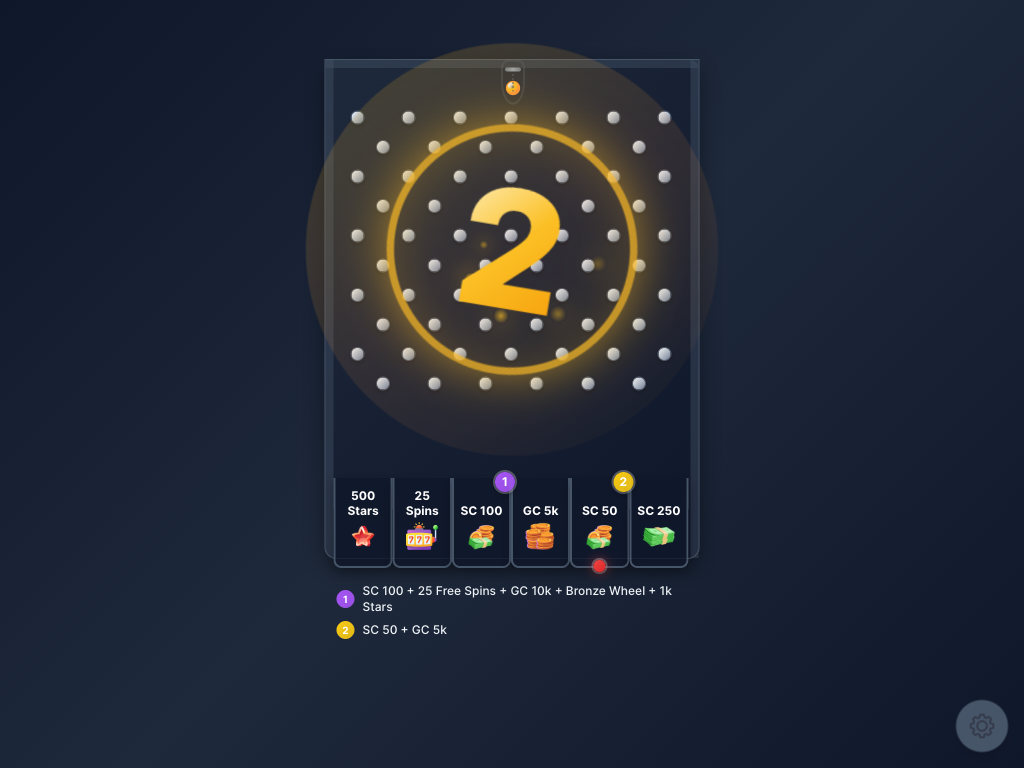 2
1
2
500
Stars
25
Spins
SC 100
GC 5k
SC 50
SC 250
1
SC 100 + 25 Free Spins + GC 10k + Bronze Wheel + 1k
Stars
2
SC 50 + GC 5k